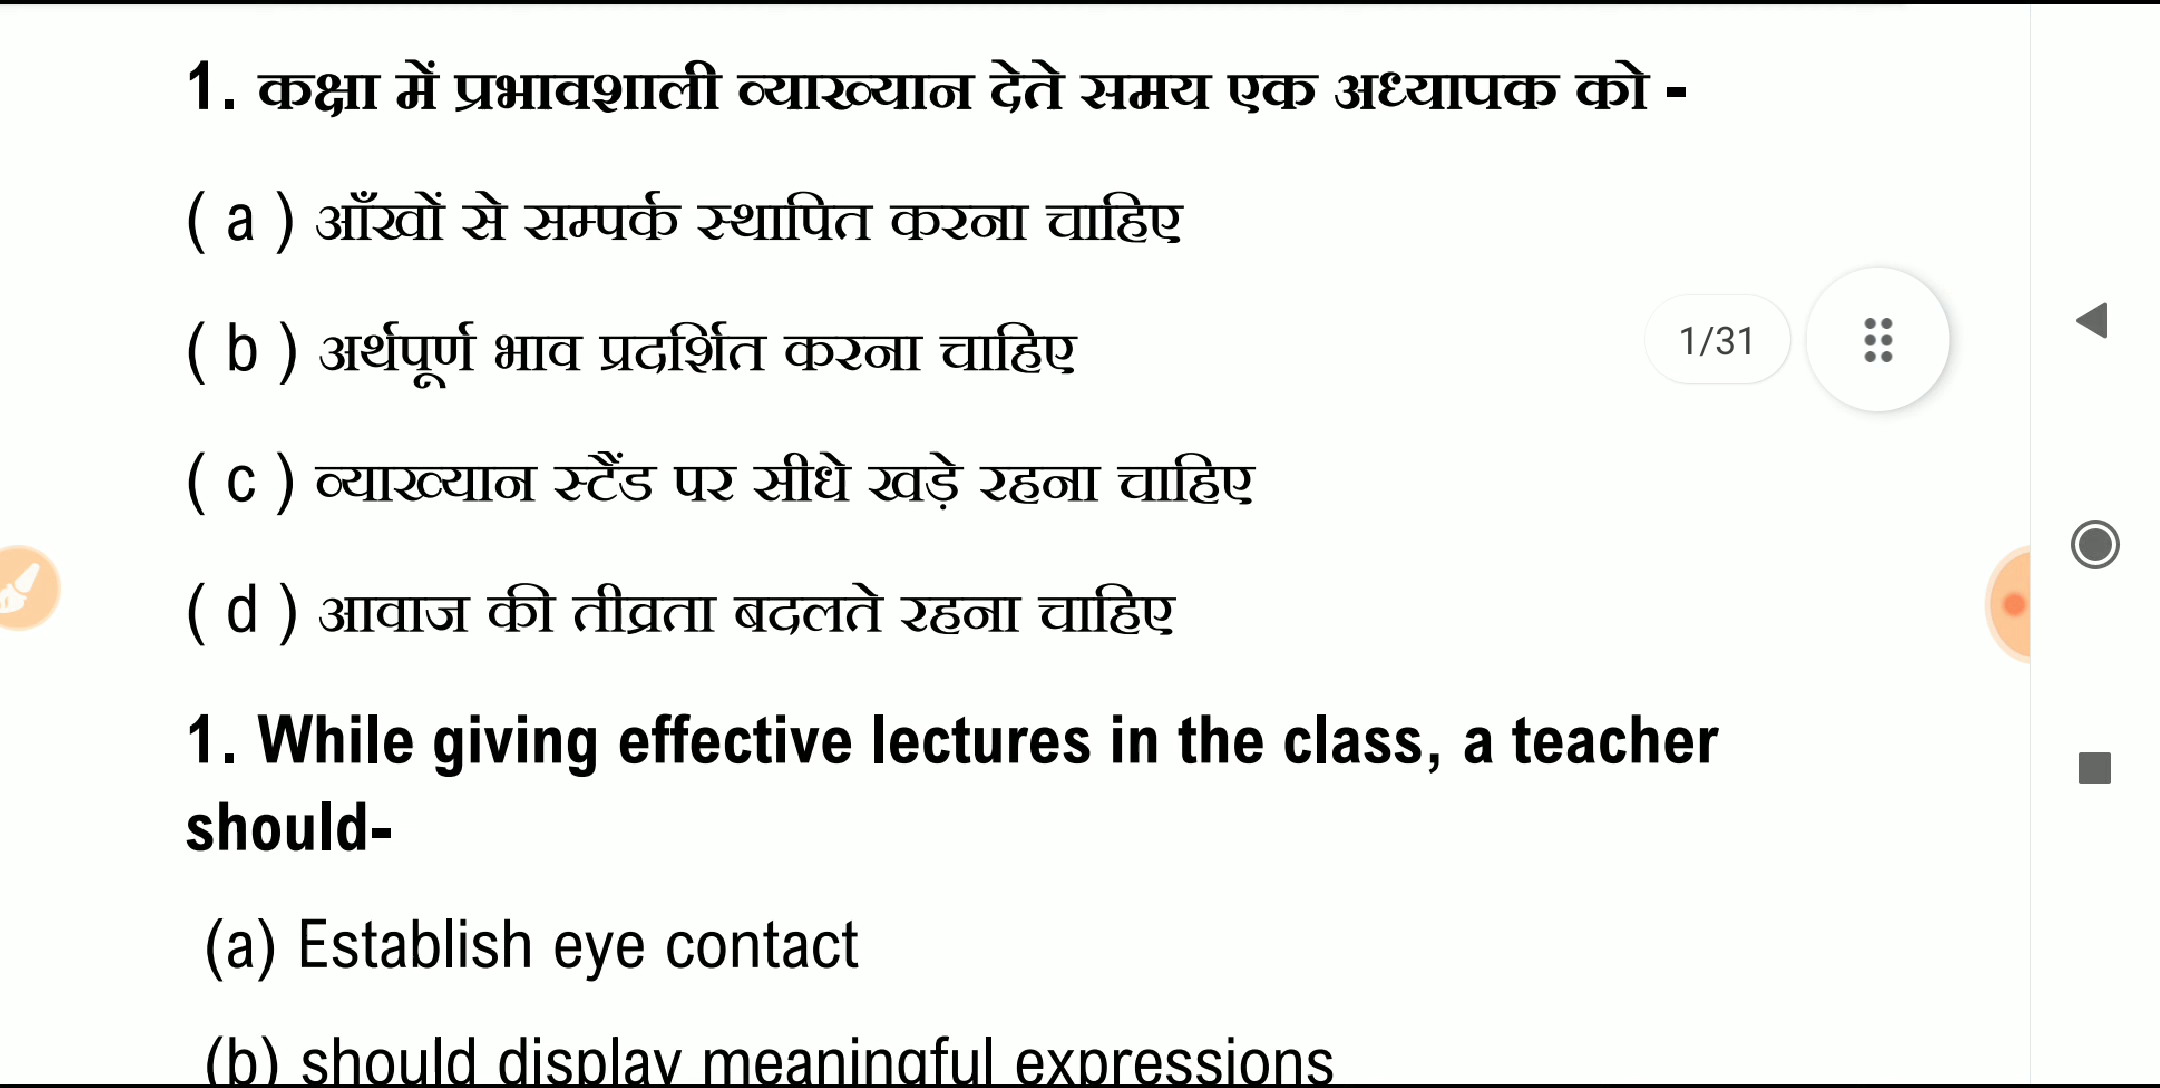 1. कक्षा में प्रभावशाली व्याख्यान देते समय एक अध्यापक को -
( a ) आँखों से सम्पर्क स्थापित करना चाहिए
( b ) अर्थपूर्ण भाव प्रदर्शित करना चाहिए
1/31
( c ) व्याख्यान स्टैंड पर सीधे खड़े रहना चाहिए
( d ) आवाज की तीव्रता बदलते रहना चाहिए
1. While giving effective lectures in the class, a teacher
should-
(a) Establish eye contact
(b) should display meaningful expressions